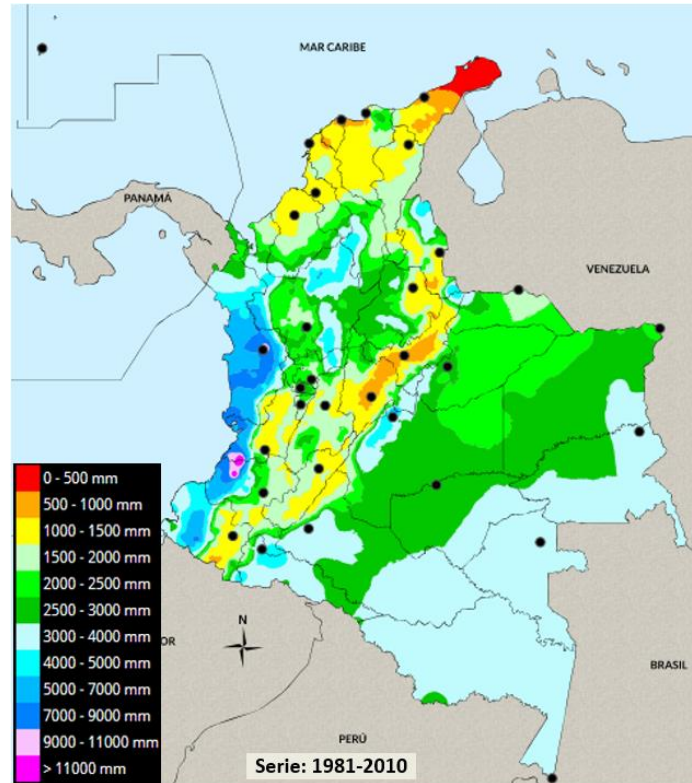 MAR CARIBE
PANAMÁ
VENEZUELA
0 - 500 mm
500 - 1000 mm
1000 - 1500 mm
1500 - 2000 mm
2000 - 2500 mm
2500 - 3000 mm
3000 - 4000 mm
4000 - 5000 mm
5000 - 7000 mm
7000 - 9000 mm
9000 - 11000 mm
> 11000 mm
OR
N
BRASIL
PERÚ
Serie: 1981-2010